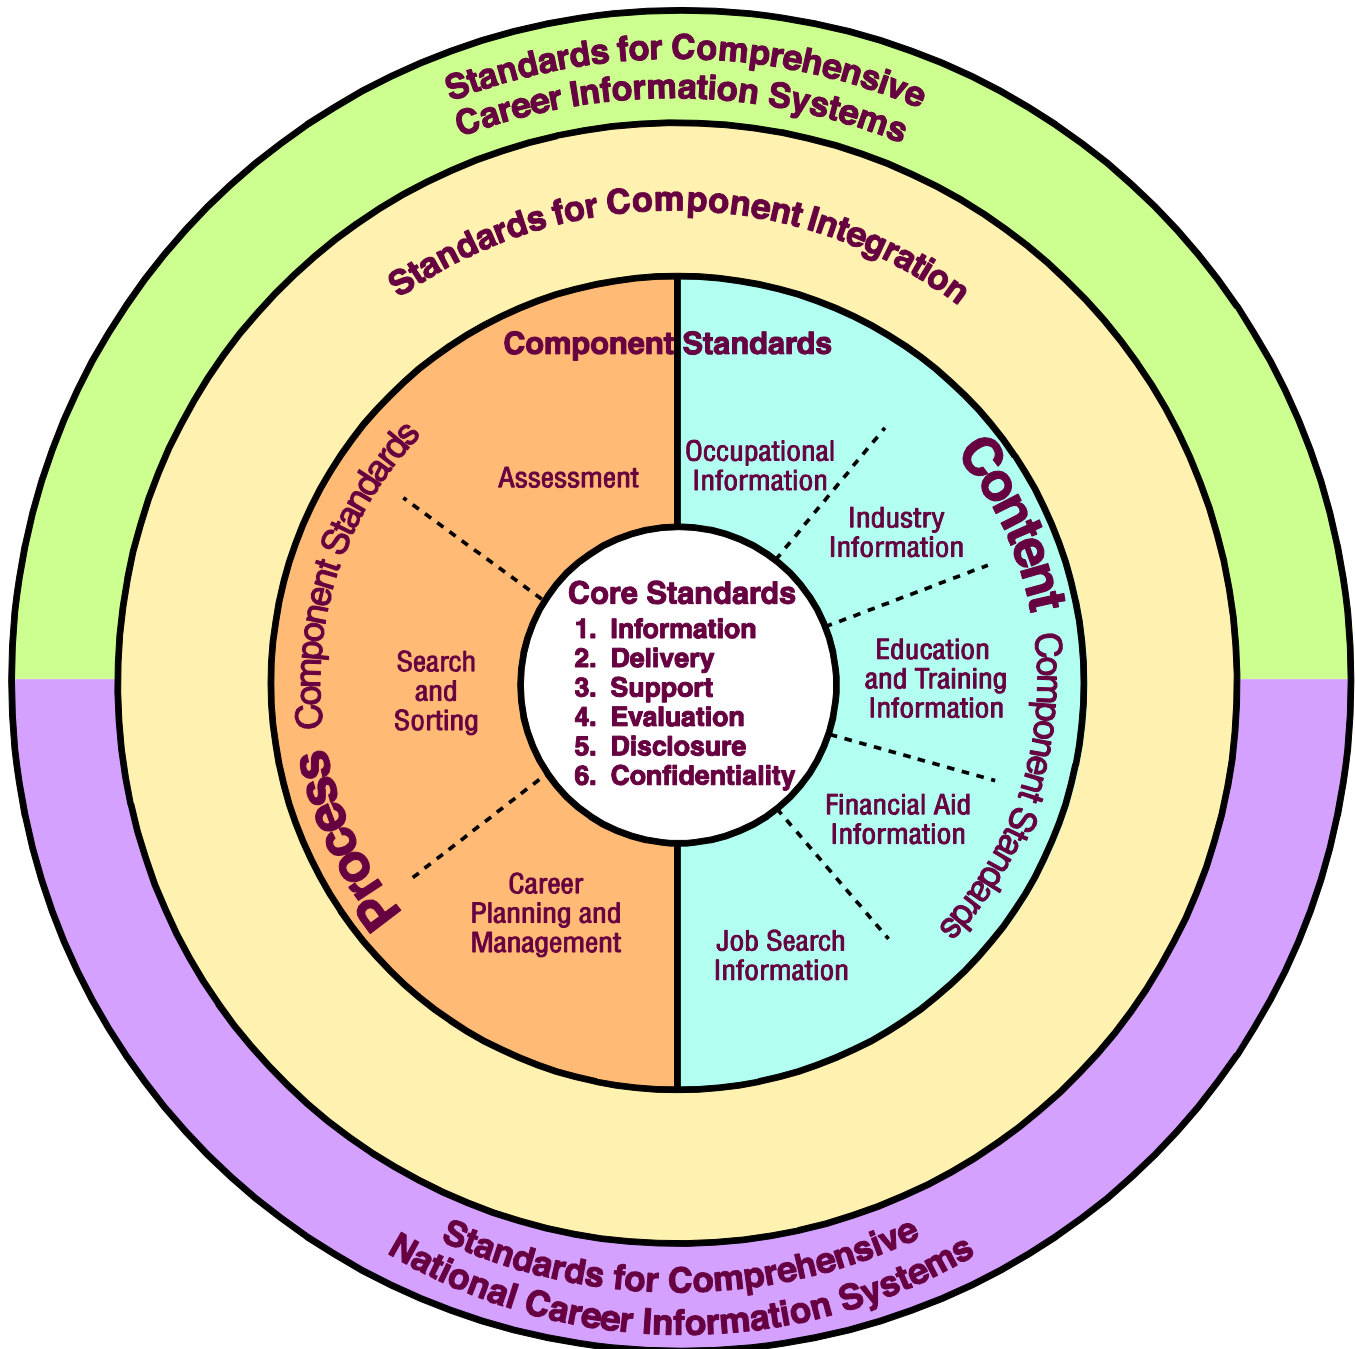 Standards for Comprehensive
Career Information Systems
Standards for Component Integration
Component Standards
Process Component Standards
Assessment
Search
and
Sorting
Career
Planning and
Management
Core Standards
1. Information
2. Delivery
3. Support
4. Evaluation
5. Disclosure
6. Confidentiality
Content Component Standards
Occupational
Information
Industry
Information
Education
and Training
Information
Financial Aid
Information
Job Search
Information
Standards for Comprehensive
National Career Information Systems